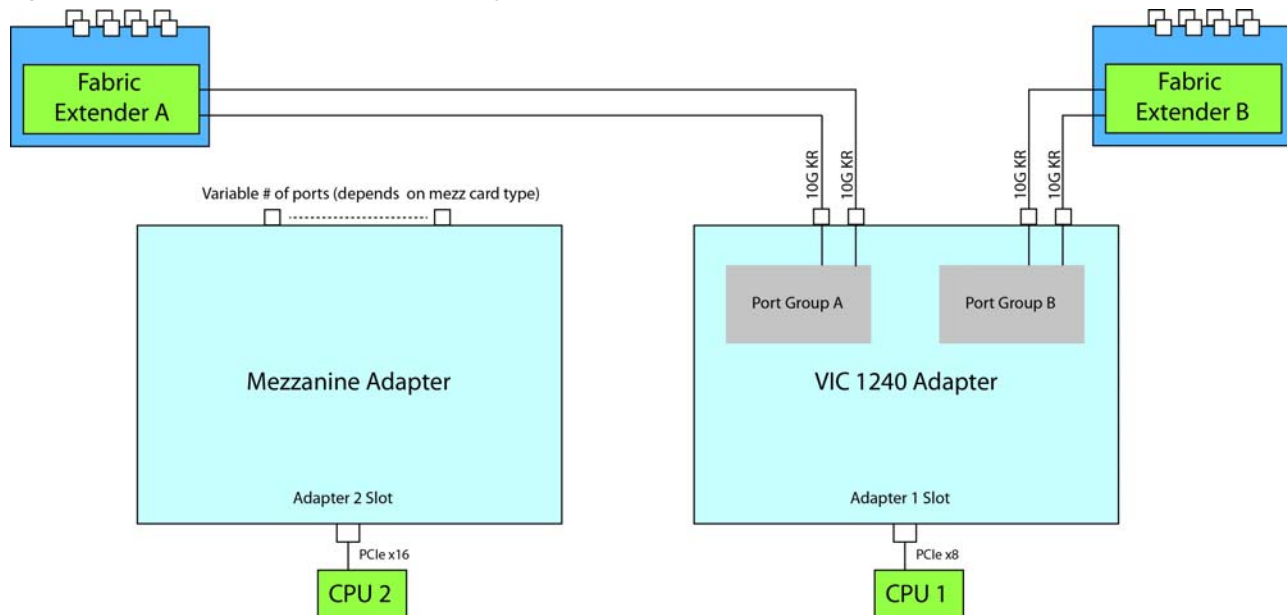 Fabric
Extender A
Fabric
Extender B
10G KR
10G KR
10G KR
10G KR
Variable # of ports (depends on mezz card type)
Port Group A
Port Group B
Mezzanine Adapter
VIC 1240 Adapter
Adapter 2 Slot
Adapter 1 Slot
PCIe x16
PCIe x8
CPU 2
CPU 1